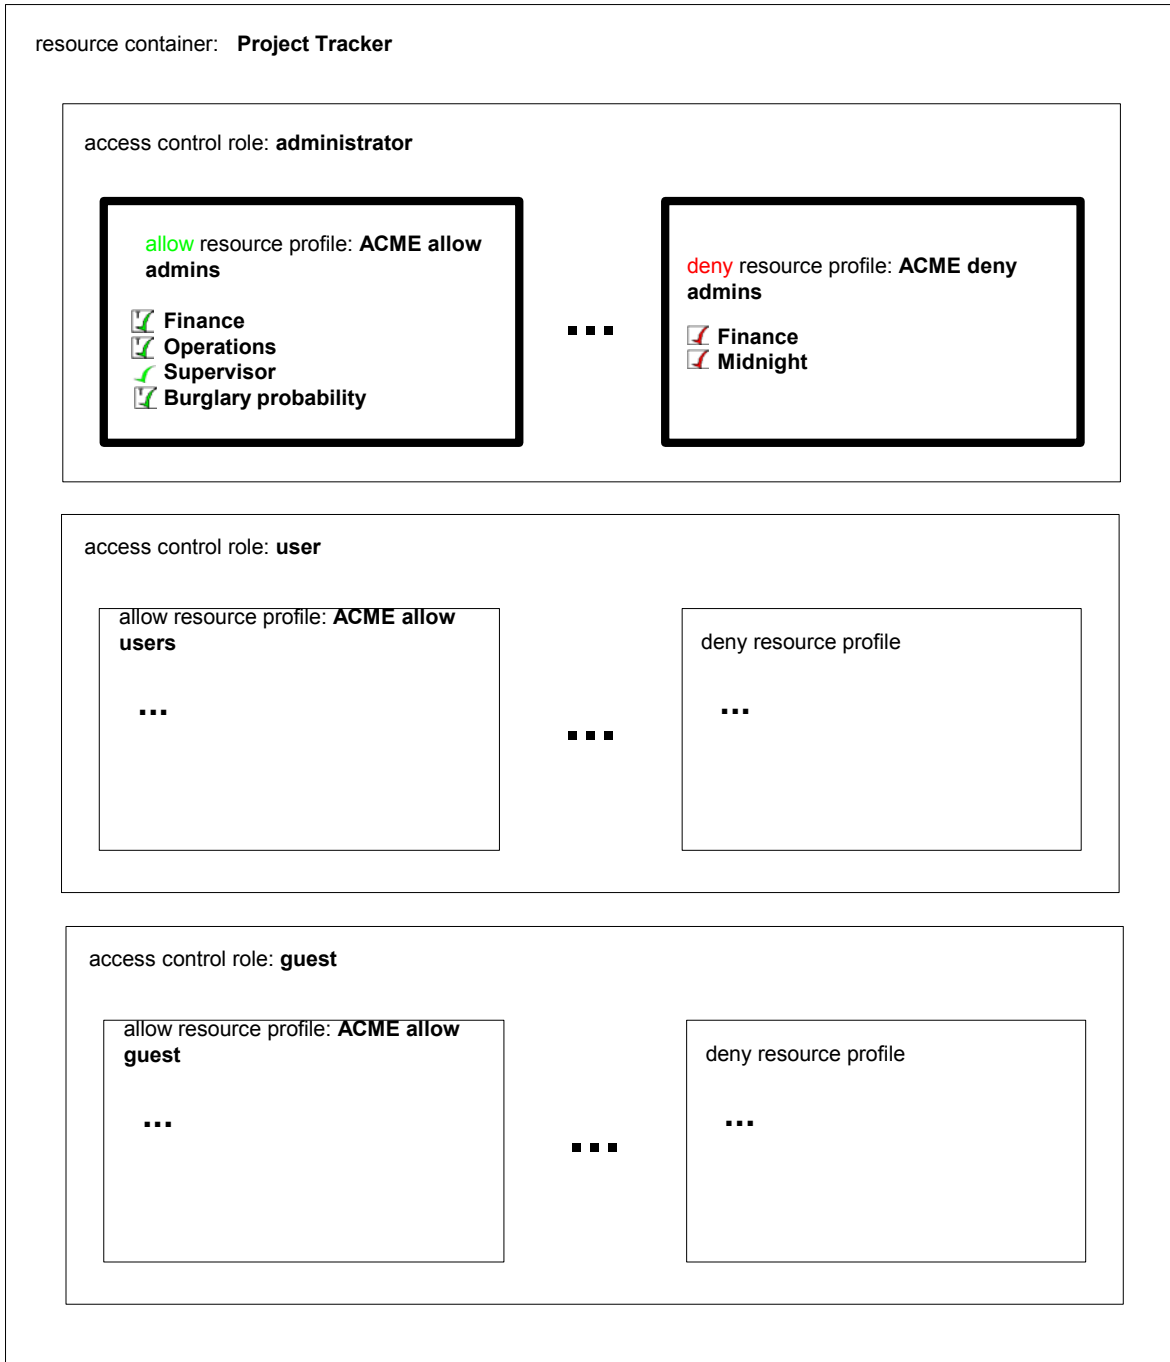 resource container: Project Tracker
access control role: administrator
allow resource profile: ACME allow
admins
Finance
Operations
Supervisor
Burglary probability
...
deny resource profile: ACME deny
admins
Finance
Midnight
access control role: user
allow resource profile: ACME allow
users
...
...
deny resource profile
...
access control role: guest
allow resource profile: ACME allow
guest
...
...
deny resource profile
...